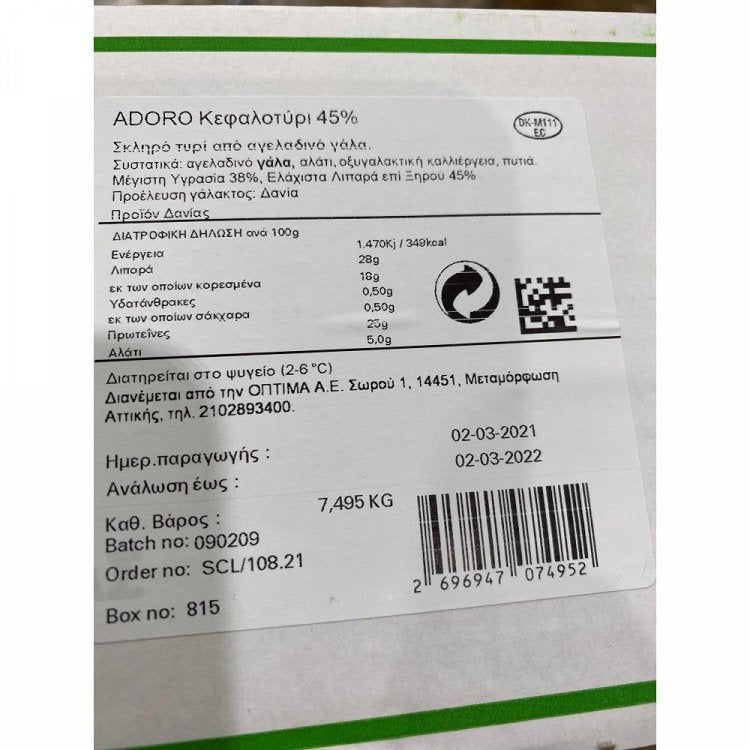 ADORO Κεφαλοτύρι 45%
DK-M111
EC
Σκληρό τυρί από αγελαδινό γάλα.
Συστατικά: αγελαδινό γάλα, αλάτι, οξυγαλακτική καλλιέργεια, πυτιά.
Μέγιστη Υγρασία 38%, Ελάχιστα Λιπαρά επί Ξηρού 45%
Προέλευση γάλακτος: Δανία
Προϊόν Δανίας
ΔΙΑΤΡΟΦΙΚΗ ΔΗΛΩΣΗ ανά 100g
Ενέργεια 1.470Kj / 349kcal
Λιπαρά 28g
εκ των οποίων κορεσμένα 18g
Υδατάνθρακες 0,50g
εκ των οποίων σάκχαρα 0,50g
Πρωτεΐνες 25g
Αλάτι 5,0g
Διατηρείται στο ψυγείο (2-6 °C)
Διανέμεται από την ΟΠΤΙΜΑ Α.Ε. Σωρού 1, 14451, Μεταμόρφωση
Αττικής, τηλ. 2102893400.
Ημερ.παραγωγής : 02-03-2021
Ανάλωση έως : 02-03-2022
Καθ. Βάρος : 7,495 KG
Batch no: 090209
Order no: SCL/108.21
Box no: 815
2 696947 074952